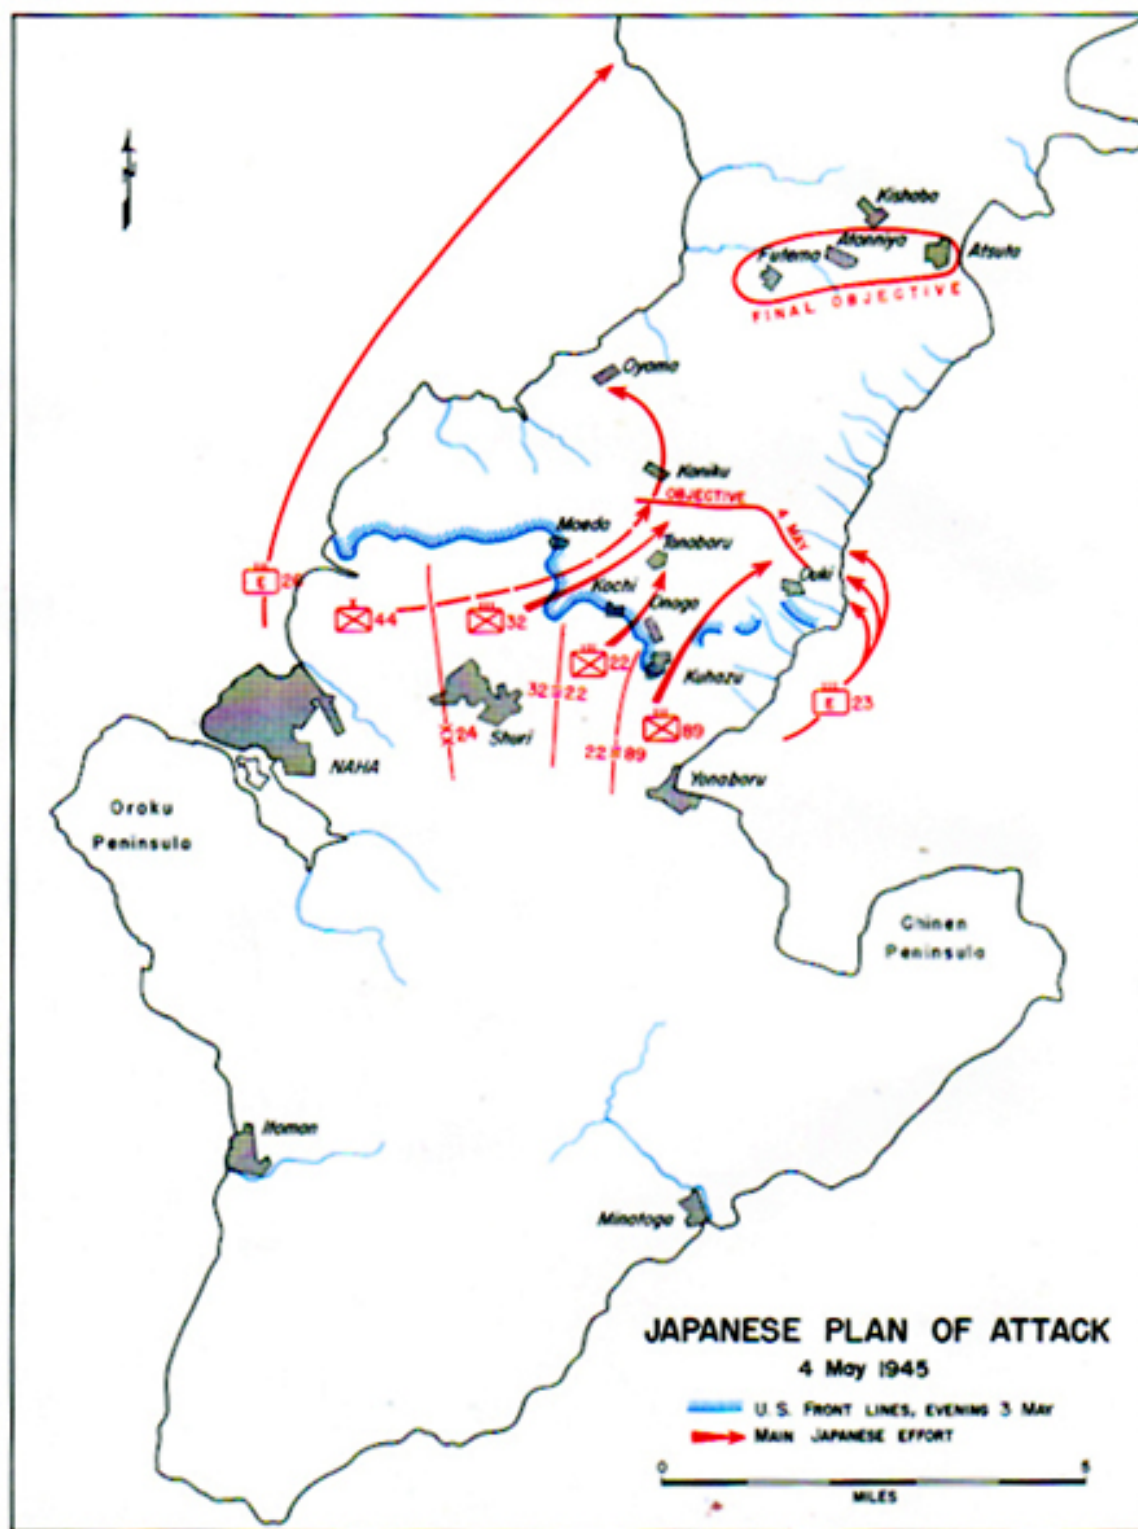 N
Kishaba
Atanniya
Futema
Atsuta
FINAL OBJECTIVE
Oyama
Kaniku
OBJECTIVE
4 MAY
Maeda
Tanabaru
Ouki
Kochi
Onaga
E 26
44
32
22
Kuhazu
E 23
32 22
24
Shuri
89
22 89
NAHA
Yonabaru
Oroku
Peninsula
Chinen
Peninsula
Itoman
Minatoga
JAPANESE PLAN OF ATTACK
4 May 1945
U. S. FRONT LINES, EVENING 3 MAY
MAIN JAPANESE EFFORT
0 5
MILES